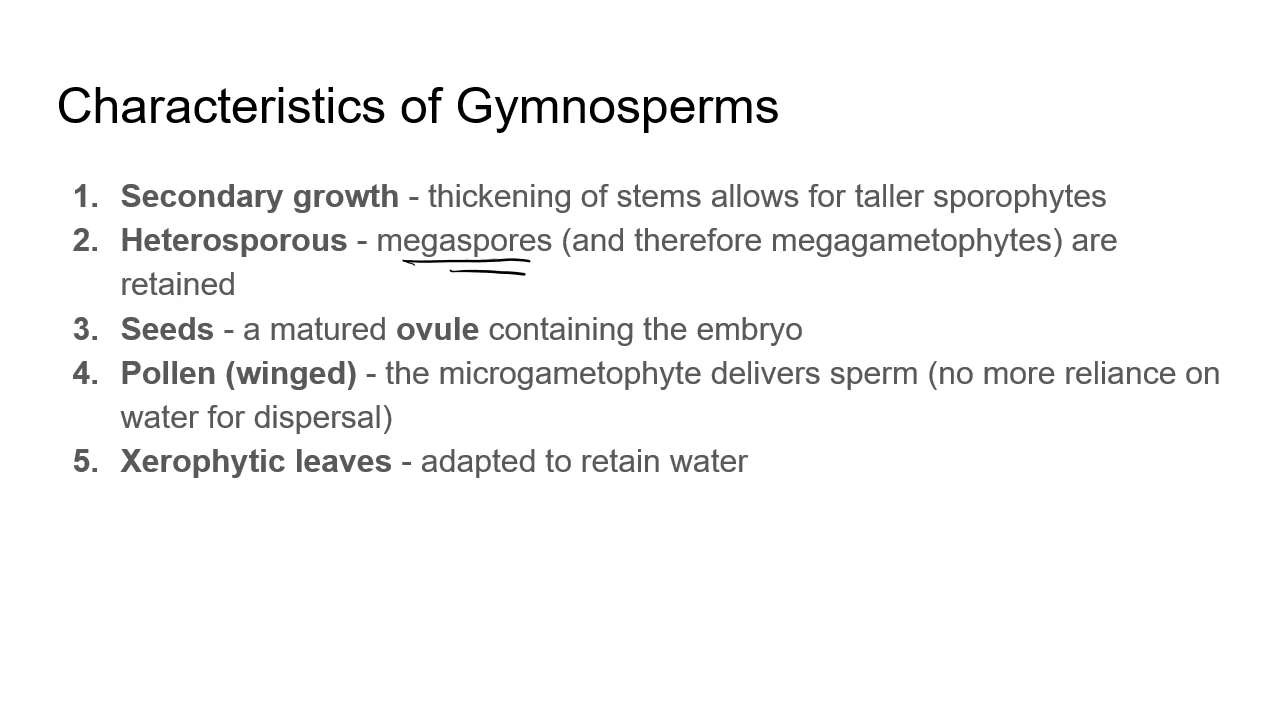 Characteristics of Gymnosperms
1. Secondary growth - thickening of stems allows for taller sporophytes
2. Heterosporous - megaspores (and therefore megagametophytes) are
retained
3. Seeds - a matured ovule containing the embryo
4. Pollen (winged) - the microgametophyte delivers sperm (no more reliance on
water for dispersal)
5. Xerophytic leaves - adapted to retain water